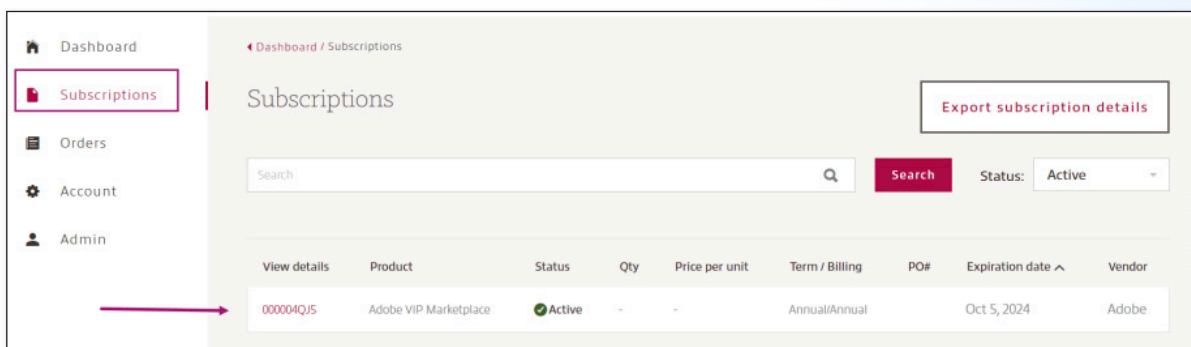 Dashboard
Subscriptions
Orders
Account
Admin
Dashboard / Subscriptions
Subscriptions
Export subscription details
Search
Search
Status: Active
View details Product Status Qty Price per unit Term / Billing PO# Expiration date Vendor
000004QJ5 Adobe VIP Marketplace Active - - Annual/Annual Oct 5, 2024 Adobe